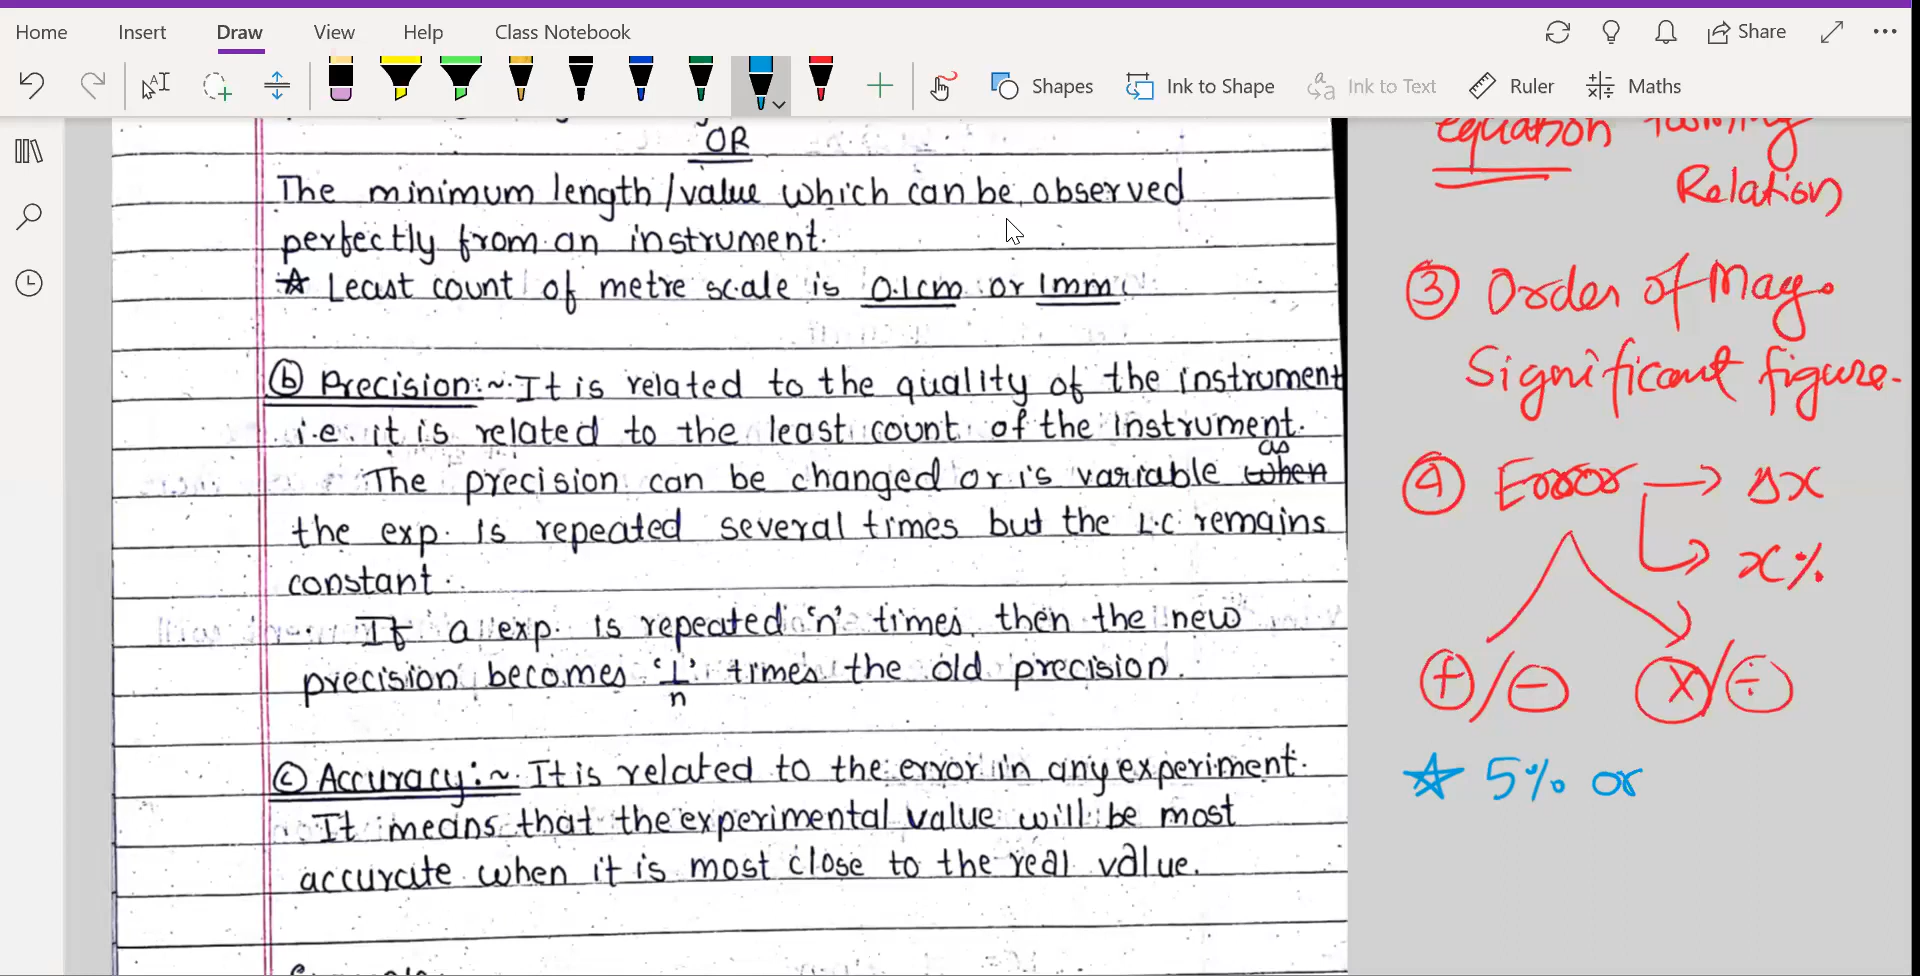 Home Insert Draw View Help Class Notebook Share
Shapes Ink to Shape Ink to Text Ruler Maths
OR
The minimum length/value which can be observed
perfectly from an instrument.
☆ Least count of metre scale is 0.1cm or 1mm.
ⓑ Precision:~ It is related to the quality of the instrument
i.e. it is related to the least count of the instrument.
as
The precision can be changed or is variable when
the exp. is repeated several times but the L.C remains
constant.
If a exp. is repeated 'n' times, then the new
precision becomes '1/n' times the old precision.
ⓒ Accuracy:~ It is related to the error in any experiment.
It means that the experimental value will be most
accurate when it is most close to the real value.
equation
Relation
③ Order of Mag.
Significant figure.
④ Error → Δx
→ x%
+/- ×/÷
☆ 5% or